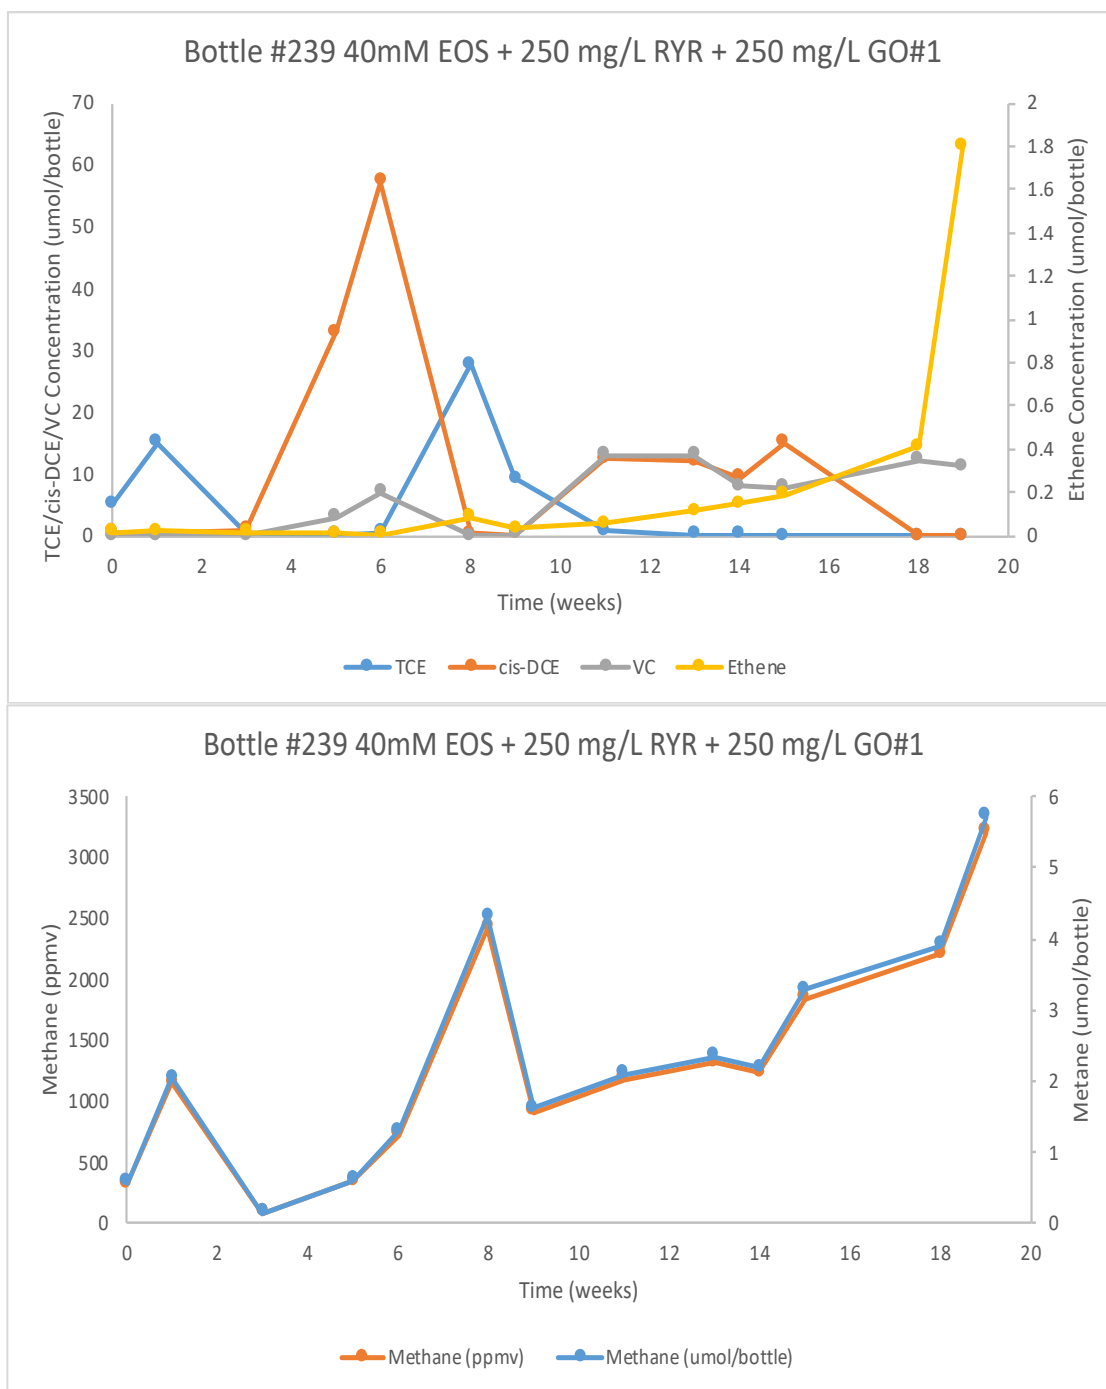 Bottle #239 40mM EOS + 250 mg/L RYR + 250 mg/L GO#1
TCE/cis-DCE/VC Concentration (umol/bottle)
70
60
50
40
30
20
10
0
2
1.8
1.6
1.4
1.2
1
0.8
0.6
0.4
0.2
0
Ethene Concentration (umol/bottle)
0 2 4 6 8 10 12 14 16 18 20
Time (weeks)
TCE cis-DCE VC Ethene
Bottle #239 40mM EOS + 250 mg/L RYR + 250 mg/L GO#1
Methane (ppmv)
3500
3000
2500
2000
1500
1000
500
0
6
5
4
3
2
1
0
Metane (umol/bottle)
0 2 4 6 8 10 12 14 16 18 20
Time (weeks)
Methane (ppmv) Methane (umol/bottle)